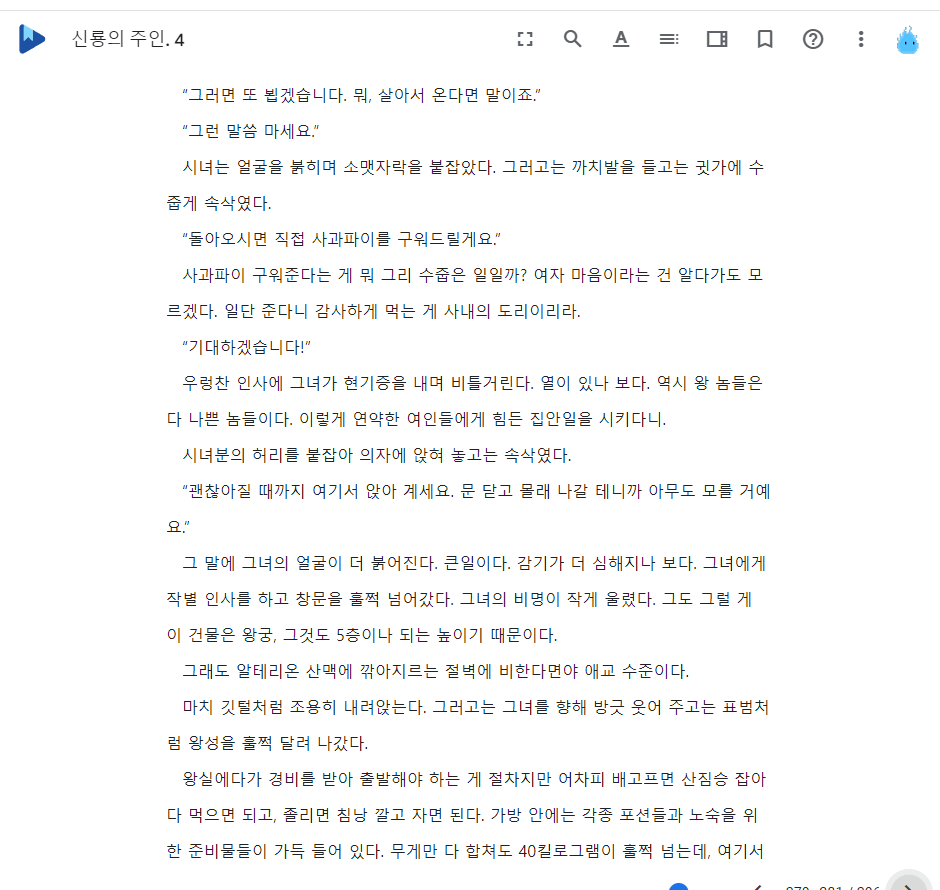 신룡의 주인. 4
“그러면 또 뵙겠습니다. 뭐, 살아서 온다면 말이죠.”
“그런 말씀 마세요.”
시녀는 얼굴을 붉히며 소맷자락을 붙잡았다. 그러고는 까치발을 들고는 귓가에 수
줍게 속삭였다.
“돌아오시면 직접 사과파이를 구워드릴게요.”
사과파이 구워준다는 게 뭐 그리 수줍은 일일까? 여자 마음이라는 건 알다가도 모
르겠다. 일단 준다니 감사하게 먹는 게 사내의 도리이리라.
“기대하겠습니다!”
우렁찬 인사에 그녀가 현기증을 내며 비틀거린다. 열이 있나 보다. 역시 왕 놈들은
다 나쁜 놈들이다. 이렇게 연약한 여인들에게 힘든 집안일을 시키다니.
시녀분의 허리를 붙잡아 의자에 앉혀 놓고는 속삭였다.
“괜찮아질 때까지 여기서 앉아 계세요. 문 닫고 몰래 나갈 테니까 아무도 모를 거예
요.”
그 말에 그녀의 얼굴이 더 붉어진다. 큰일이다. 감기가 더 심해지나 보다. 그녀에게
작별 인사를 하고 창문을 훌쩍 넘어갔다. 그녀의 비명이 작게 울렸다. 그도 그럴 게
이 건물은 왕궁, 그것도 5층이나 되는 높이기 때문이다.
그래도 알테리온 산맥에 깎아지르는 절벽에 비한다면야 애교 수준이다.
마치 깃털처럼 조용히 내려앉는다. 그러고는 그녀를 향해 방긋 웃어 주고는 표범처
럼 왕성을 훌쩍 달려 나갔다.
왕실에다가 경비를 받아 출발해야 하는 게 절차지만 어차피 배고프면 산짐승 잡아
다 먹으면 되고, 졸리면 침낭 깔고 자면 된다. 가방 안에는 각종 포션들과 노숙을 위
한 준비물들이 가득 들어 있다. 무게만 다 합쳐도 40킬로그램이 훌쩍 넘는데, 여기서